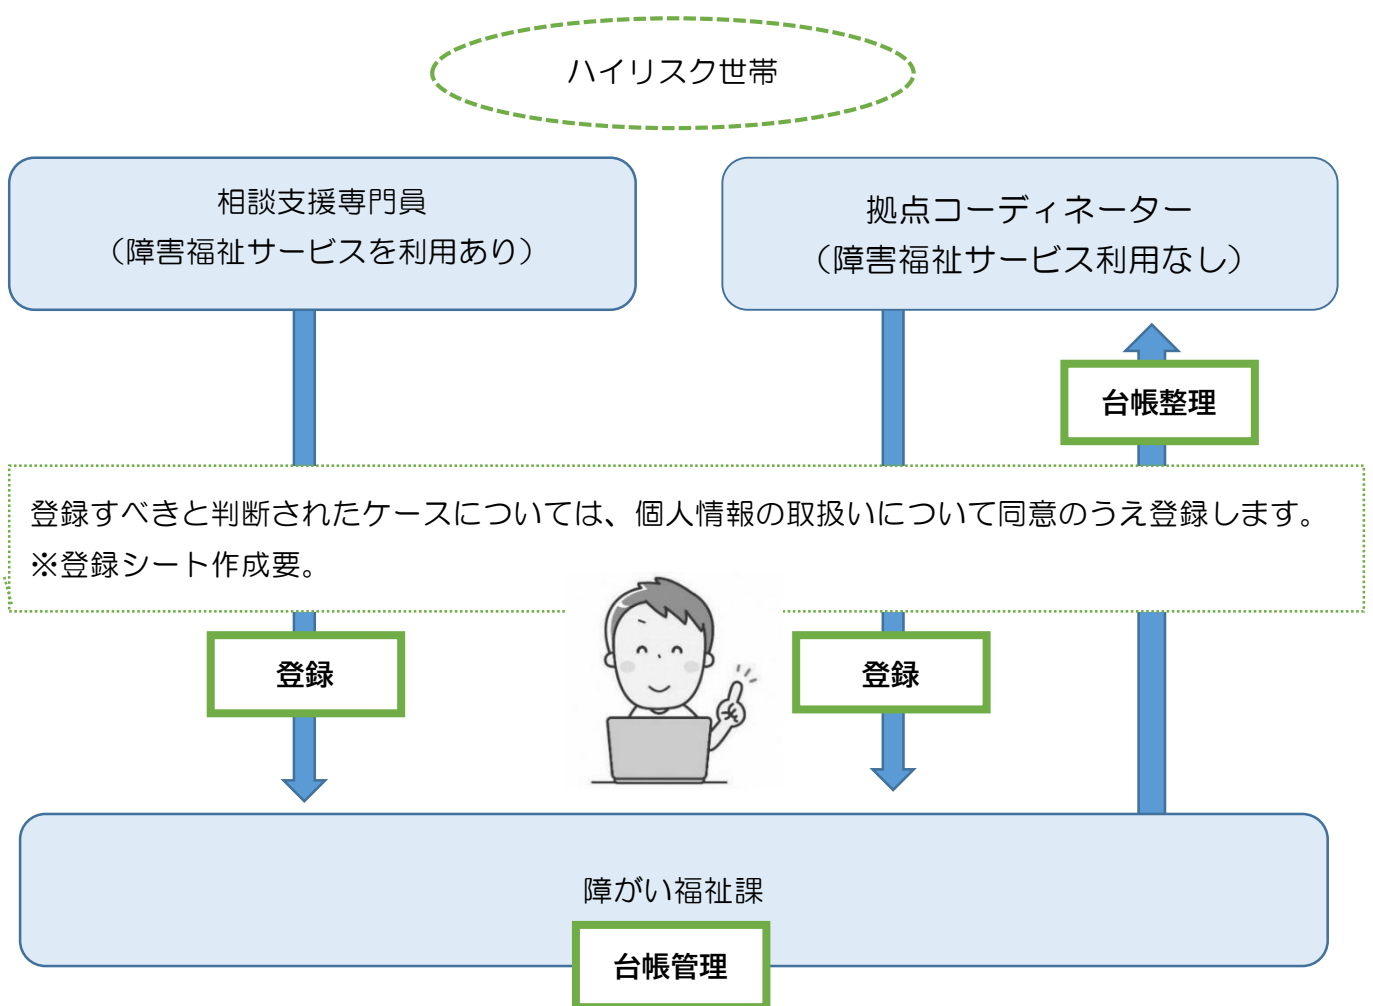 ハイリスク世帯
相談支援専門員
（障害福祉サービスを利用あり）
拠点コーディネーター
（障害福祉サービス利用なし）
台帳整理
登録すべきと判断されたケースについては、個人情報の取扱いについて同意のうえ登録します。
※登録シート作成要。
登録
登録
障がい福祉課
台帳管理